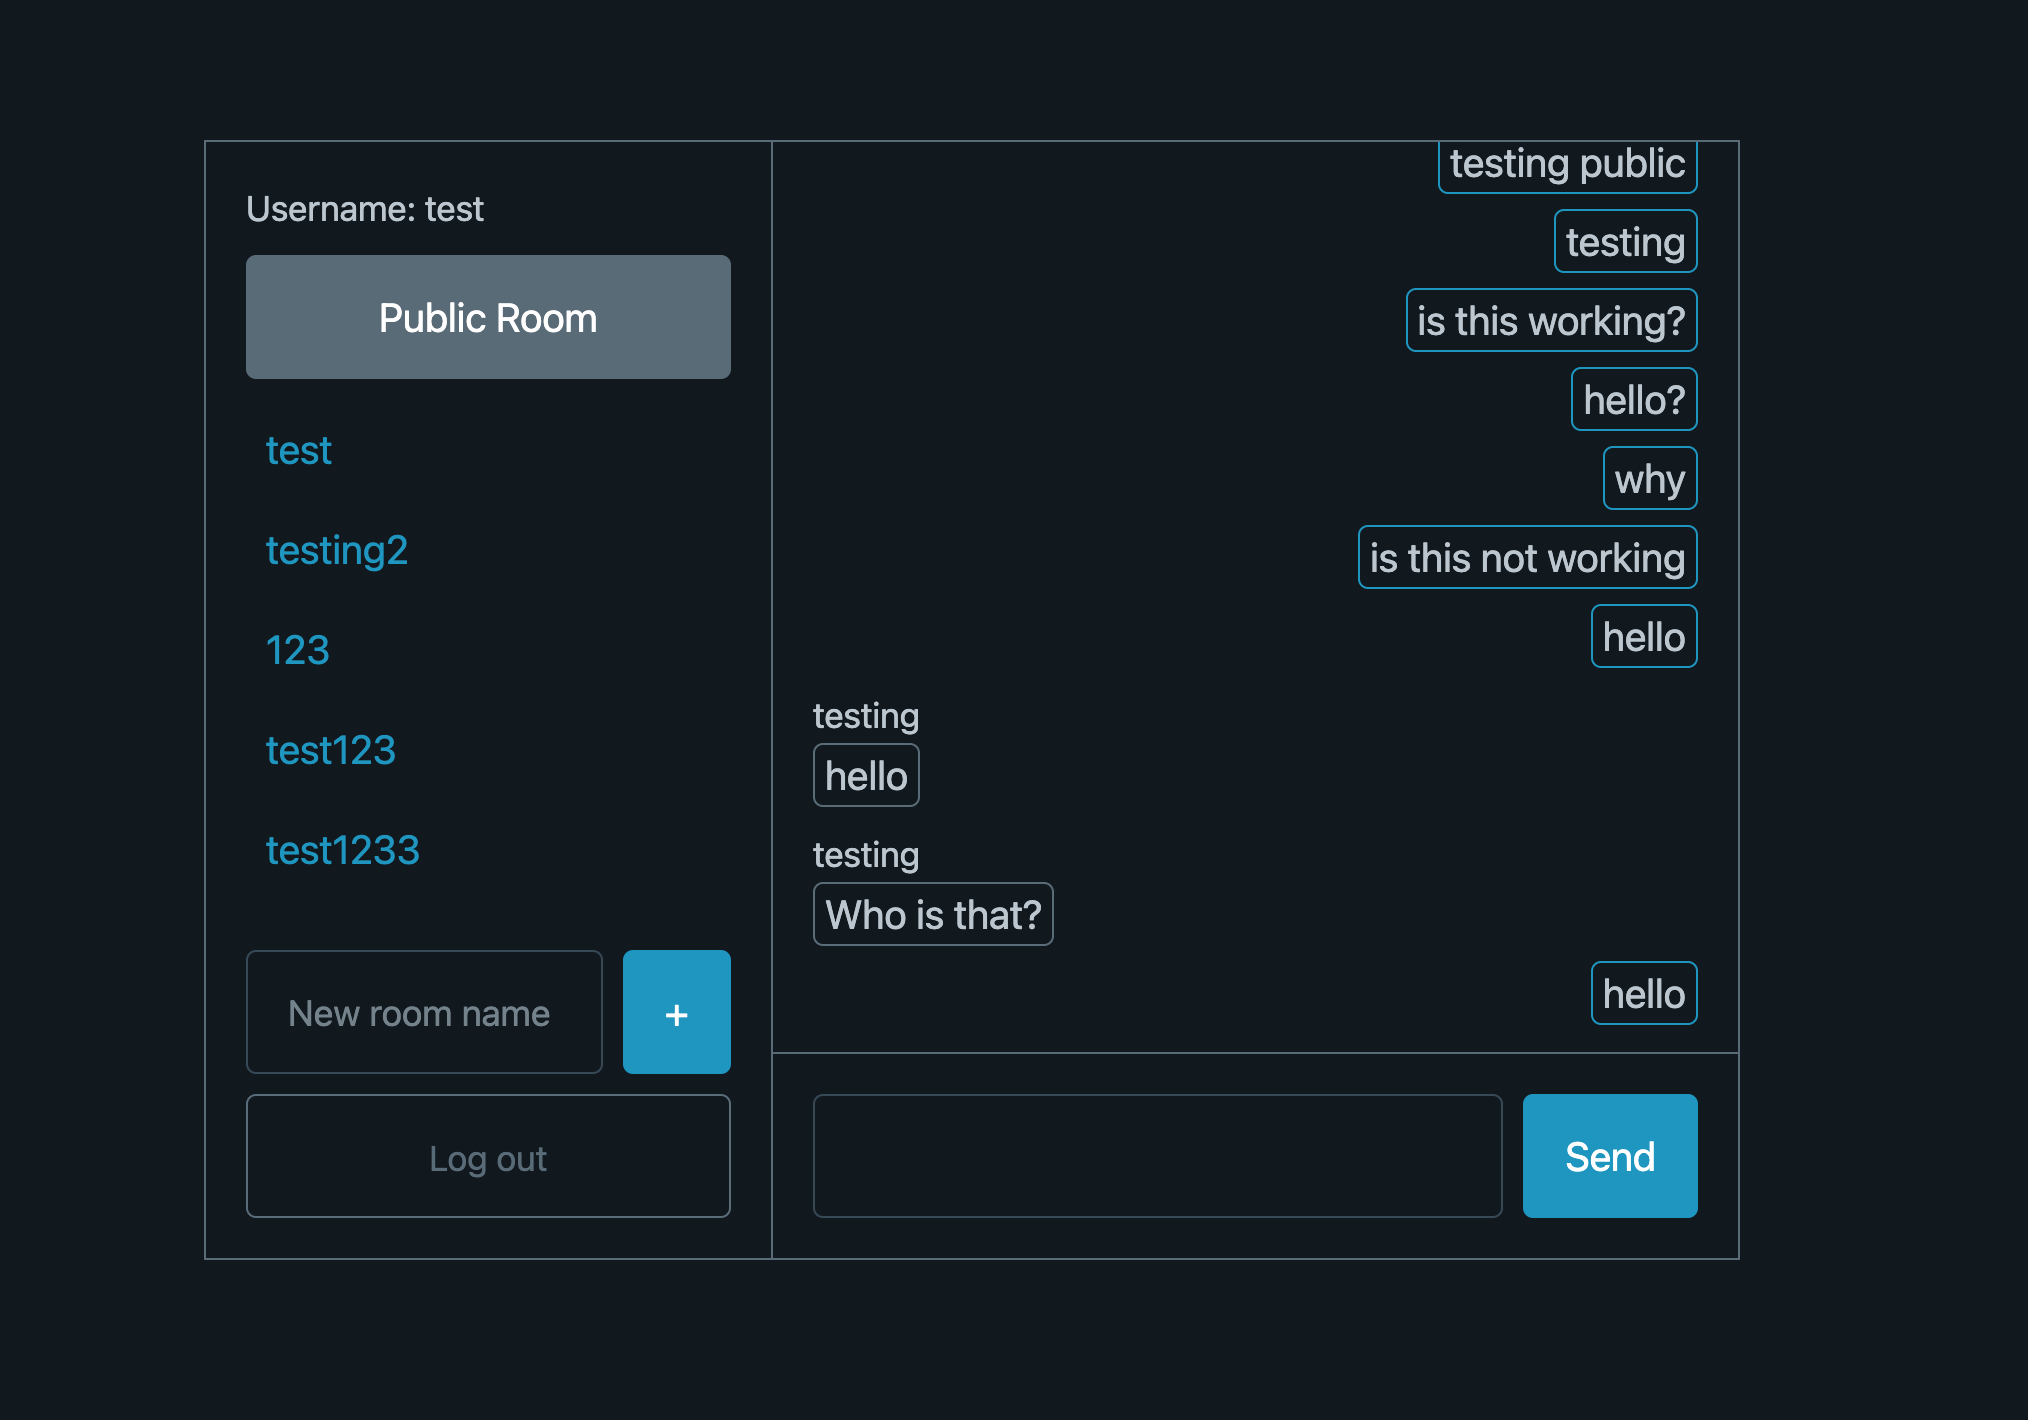 Username: test
Public Room
test
testing2
123
test123
test1233
New room name
+
Log out
testing public
testing
is this working?
hello?
why
is this not working
hello
testing
hello
testing
Who is that?
hello
Send